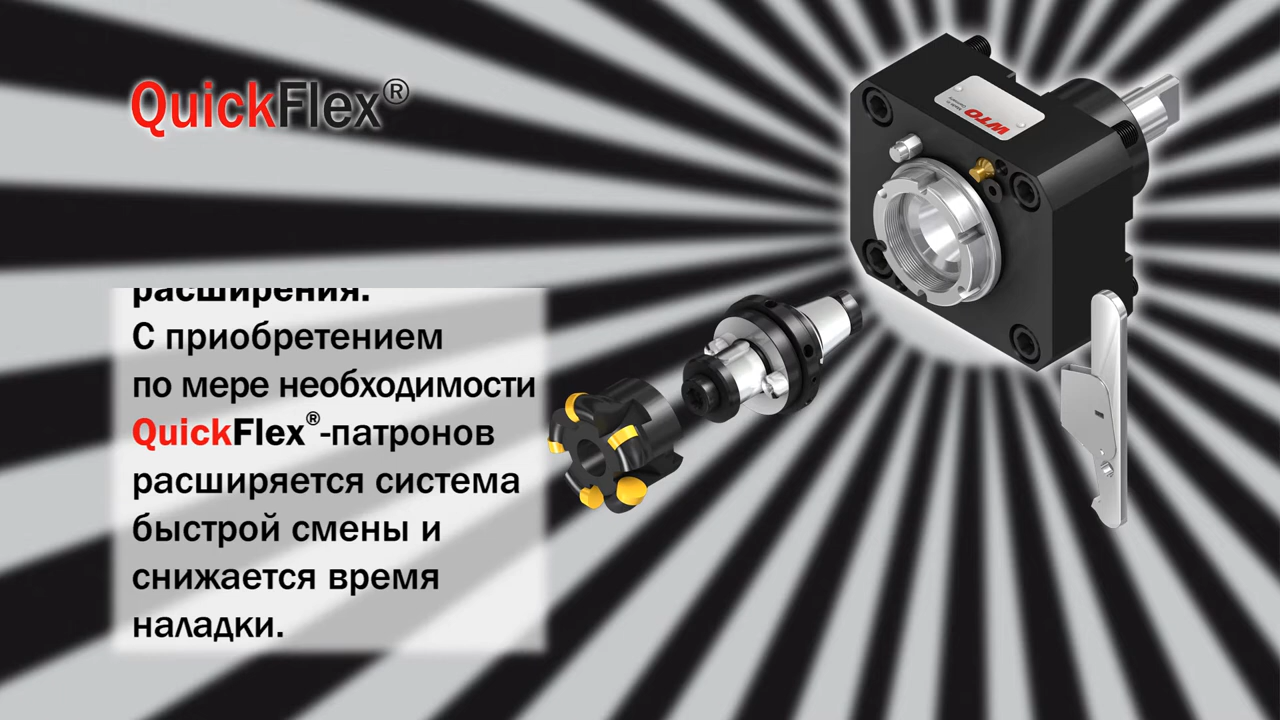 QuickFlex®
WTO
расширения.
С приобретением
по мере необходимости
QuickFlex®-патронов
расширяется система
быстрой смены и
снижается время
наладки.